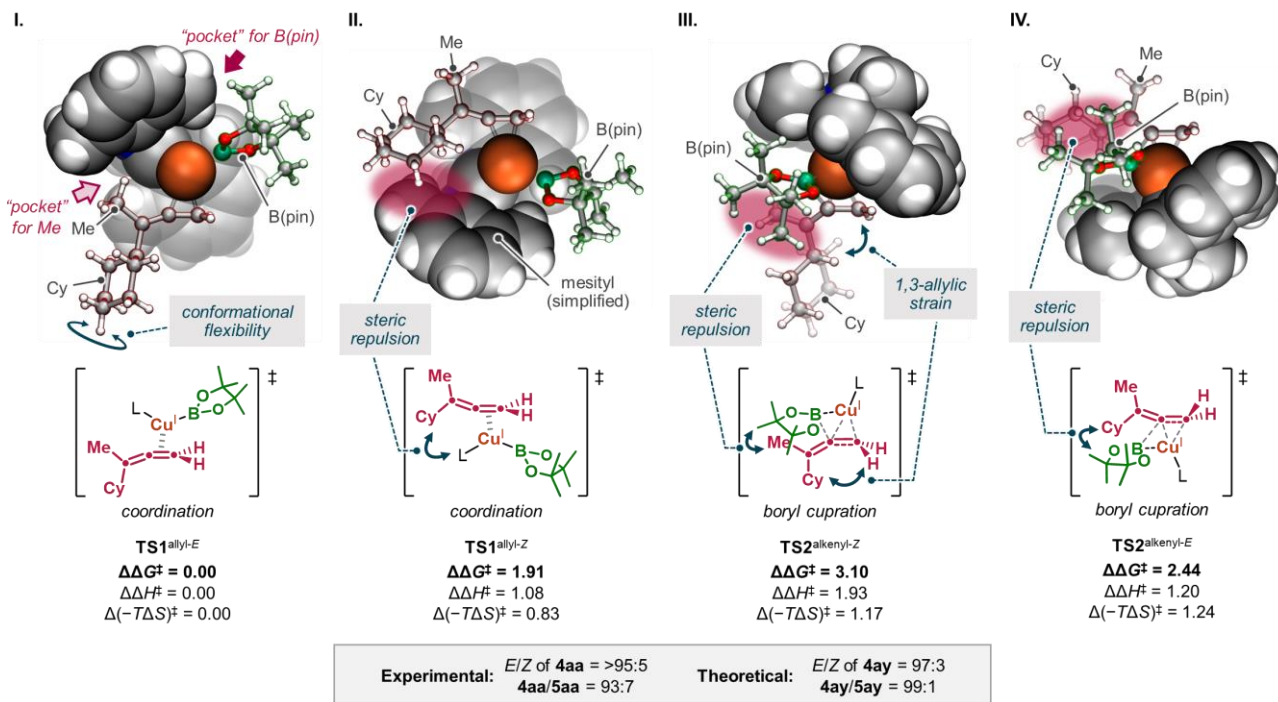 I.
"pocket" for B(pin)
"pocket"
for Me
Me
Cy
B(pin)
conformational
flexibility
L
Cu^I
B
O
O
Me
Cy
H
H
‡
coordination
TS1^allyl-E
ΔΔG‡ = 0.00
ΔΔH‡ = 0.00
Δ(−TΔS)‡ = 0.00
II.
Me
Cy
B(pin)
mesityl
(simplified)
steric
repulsion
Me
Cy
H
H
Cu^I
L
B
O
O
‡
coordination
TS1^allyl-Z
ΔΔG‡ = 1.91
ΔΔH‡ = 1.08
Δ(−TΔS)‡ = 0.83
III.
B(pin)
Cy
steric
repulsion
1,3-allylic
strain
L
O
B
Cu^I
O
Me
H
H
Cy
‡
boryl cupration
TS2^alkenyl-Z
ΔΔG‡ = 3.10
ΔΔH‡ = 1.93
Δ(−TΔS)‡ = 1.17
IV.
Cy
Me
B(pin)
steric
repulsion
Me
H
H
Cy
O
B
Cu^I
O
L
‡
boryl cupration
TS2^alkenyl-E
ΔΔG‡ = 2.44
ΔΔH‡ = 1.20
Δ(−TΔS)‡ = 1.24
Experimental: E/Z of 4aa = >95:5
4aa/5aa = 93:7
Theoretical: E/Z of 4ay = 97:3
4ay/5ay = 99:1